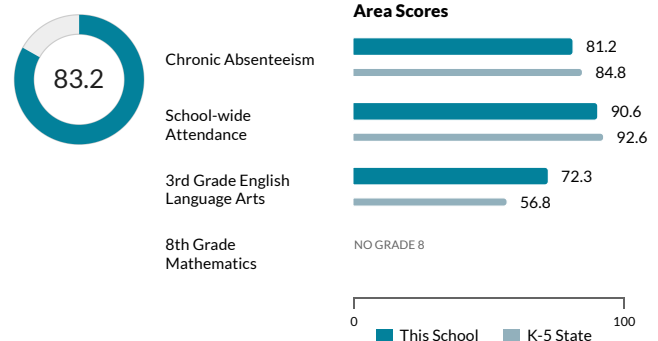 Area Scores
83.2
Chronic Absenteeism
81.2
84.8
School-wide
Attendance
90.6
92.6
3rd Grade English
Language Arts
72.3
56.8
8th Grade
Mathematics
NO GRADE 8
0
100
This School
K-5 State